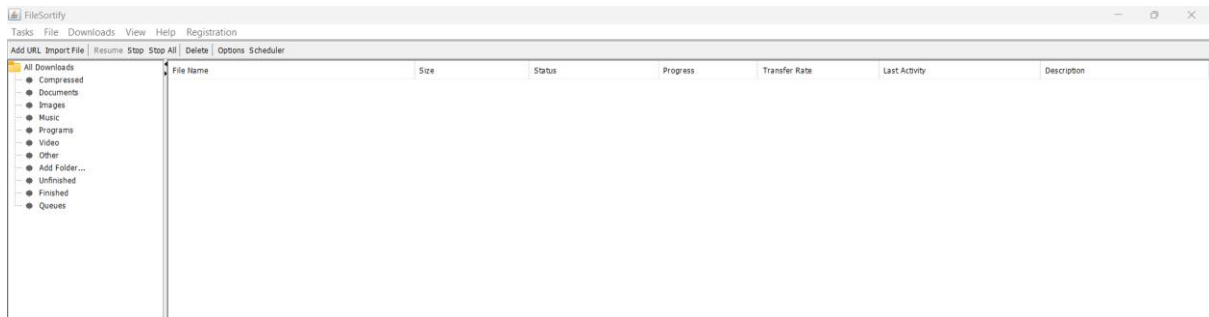 FileSortify
Tasks File Downloads View Help Registration
Add URL Import File Resume Stop Stop All Delete Options Scheduler
All Downloads
Compressed
Documents
Images
Music
Programs
Video
Other
Add Folder...
Unfinished
Finished
Queues
File Name Size Status Progress Transfer Rate Last Activity Description